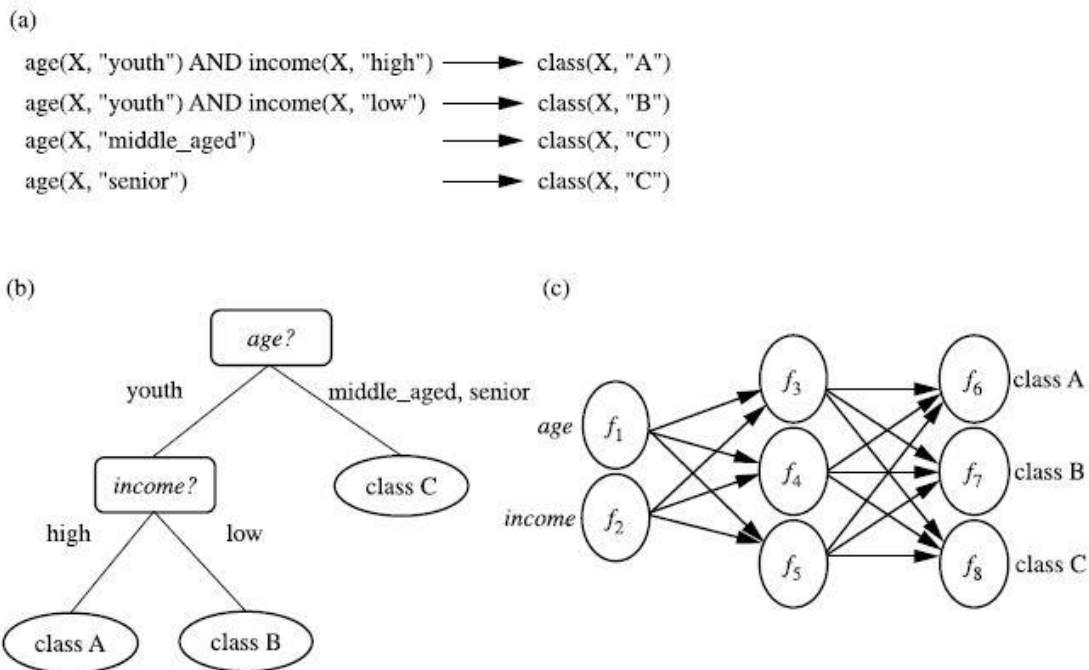 (a)
age(X, "youth") AND income(X, "high") class(X, "A")
age(X, "youth") AND income(X, "low") class(X, "B")
age(X, "middle_aged") class(X, "C")
age(X, "senior") class(X, "C")
(b)
age?
youth
middle_aged, senior
income?
class C
high
low
class A
class B
(c)
age
income
f1
f2
f3
f4
f5
f6
f7
f8
class A
class B
class C